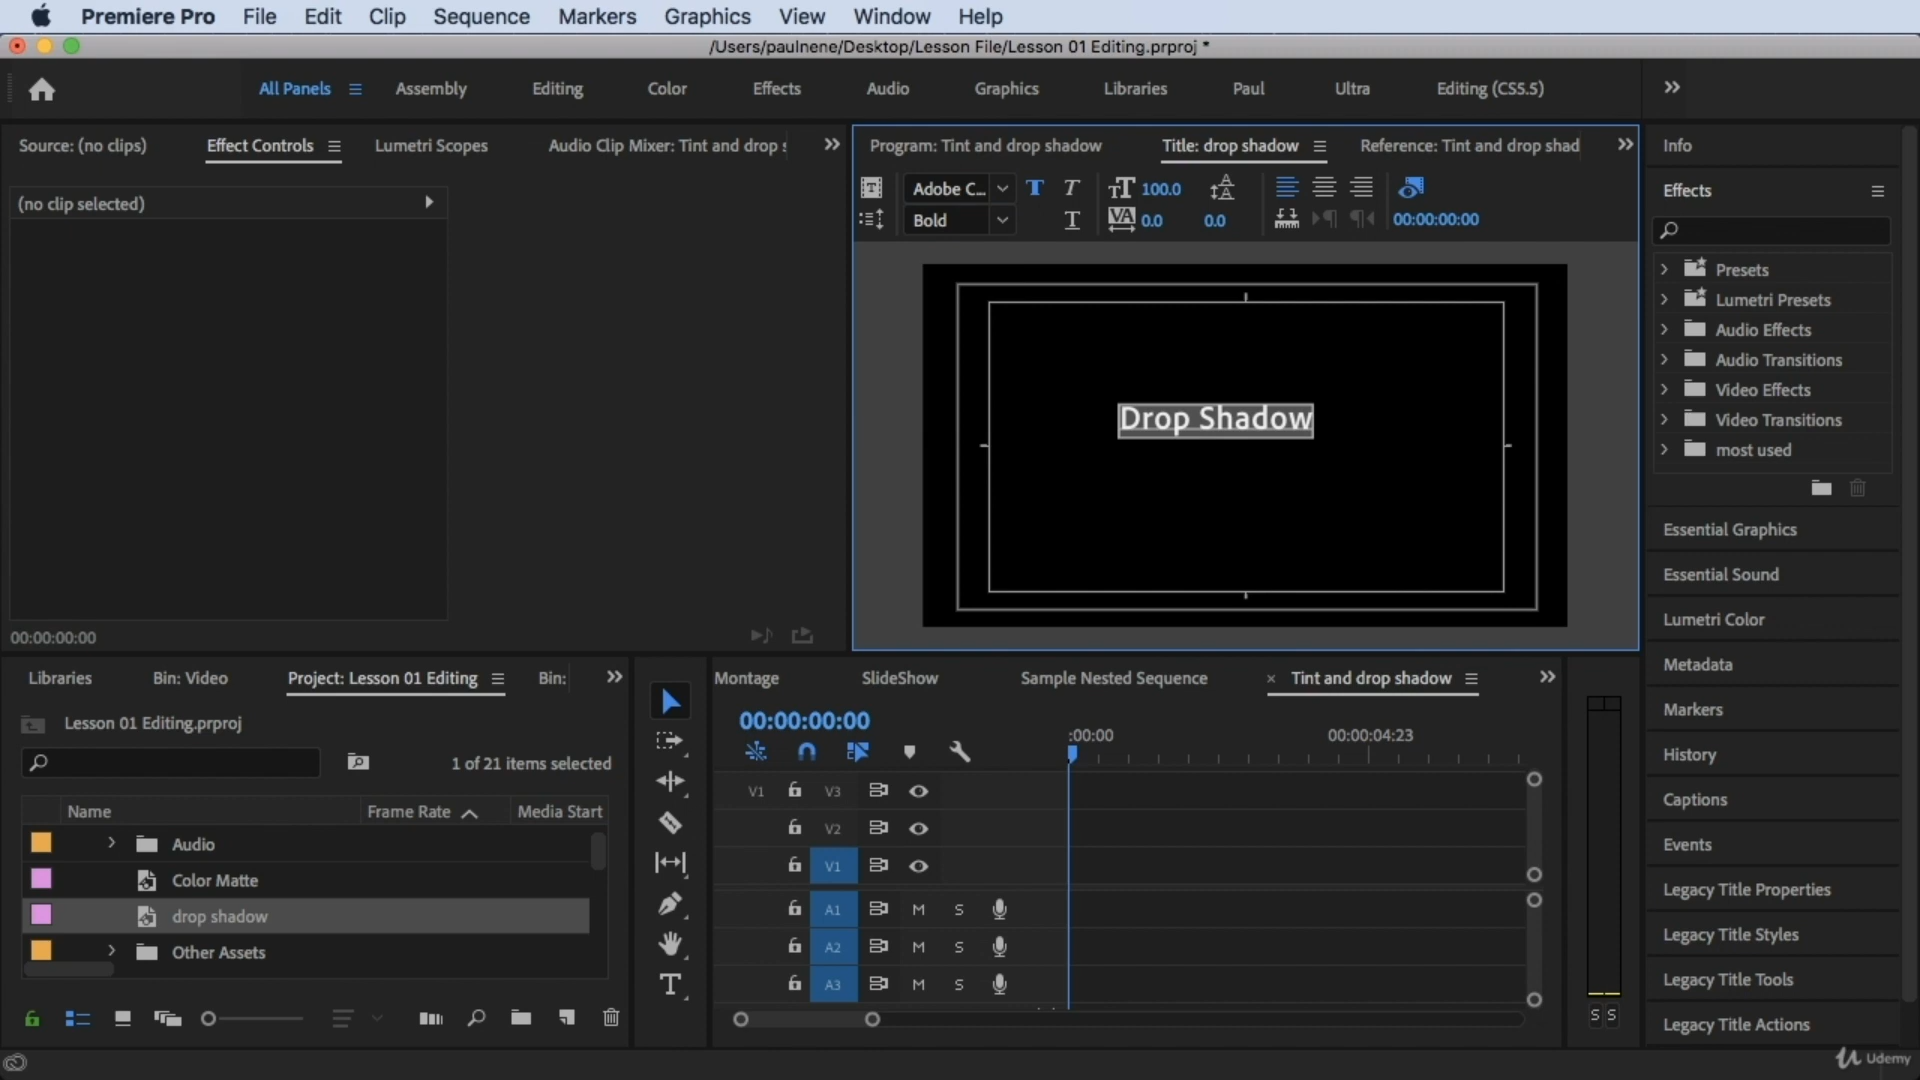 Premiere Pro File Edit Clip Sequence Markers Graphics View Window Help
/Users/paulnene/Desktop/Lesson File/Lesson 01 Editing.prproj *
All Panels Assembly Editing Color Effects Audio Graphics Libraries Paul Ultra Editing (CS5.5)
Source: (no clips) Effect Controls Lumetri Scopes Audio Clip Mixer: Tint and drop s
(no clip selected)
00:00:00:00
Program: Tint and drop shadow Title: drop shadow Reference: Tint and drop shad
Adobe C... T T 100.0
Bold T VA 0.0 0.0 00:00:00:00
Drop Shadow
Info
Effects
Presets
Lumetri Presets
Audio Effects
Audio Transitions
Video Effects
Video Transitions
most used
Essential Graphics
Essential Sound
Lumetri Color
Metadata
Markers
History
Captions
Events
Legacy Title Properties
Legacy Title Styles
Legacy Title Tools
Legacy Title Actions
Libraries Bin: Video Project: Lesson 01 Editing Bin:
Lesson 01 Editing.prproj
1 of 21 items selected
Name Frame Rate Media Start
Audio
Color Matte
drop shadow
Other Assets
Montage SlideShow Sample Nested Sequence × Tint and drop shadow
00:00:00:00
:00:00 00:00:04:23
V1 V3
V2
V1
A1 M S
A2 M S
A3 M S
S S
Udemy